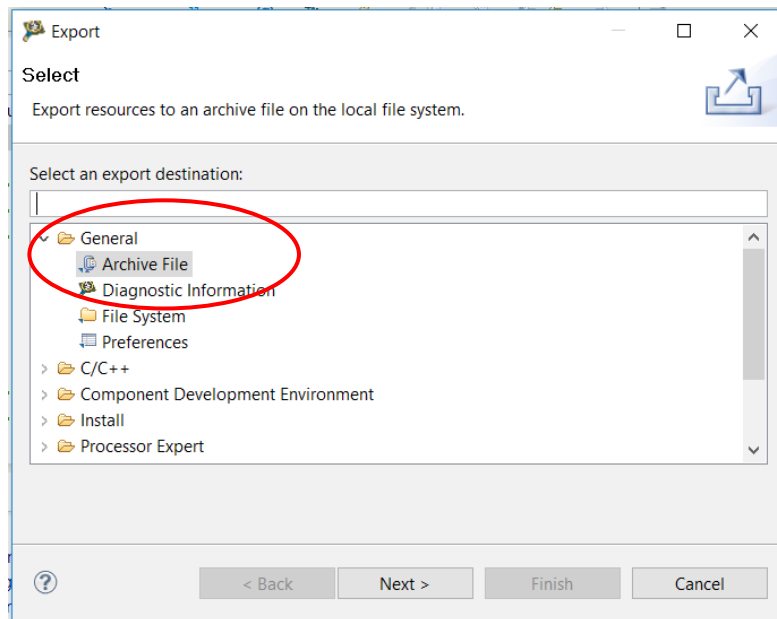 Export
Select
Export resources to an archive file on the local file system.
Select an export destination:
General
Archive File
Diagnostic Information
File System
Preferences
C/C++
Component Development Environment
Install
Processor Expert
< Back Next > Finish Cancel